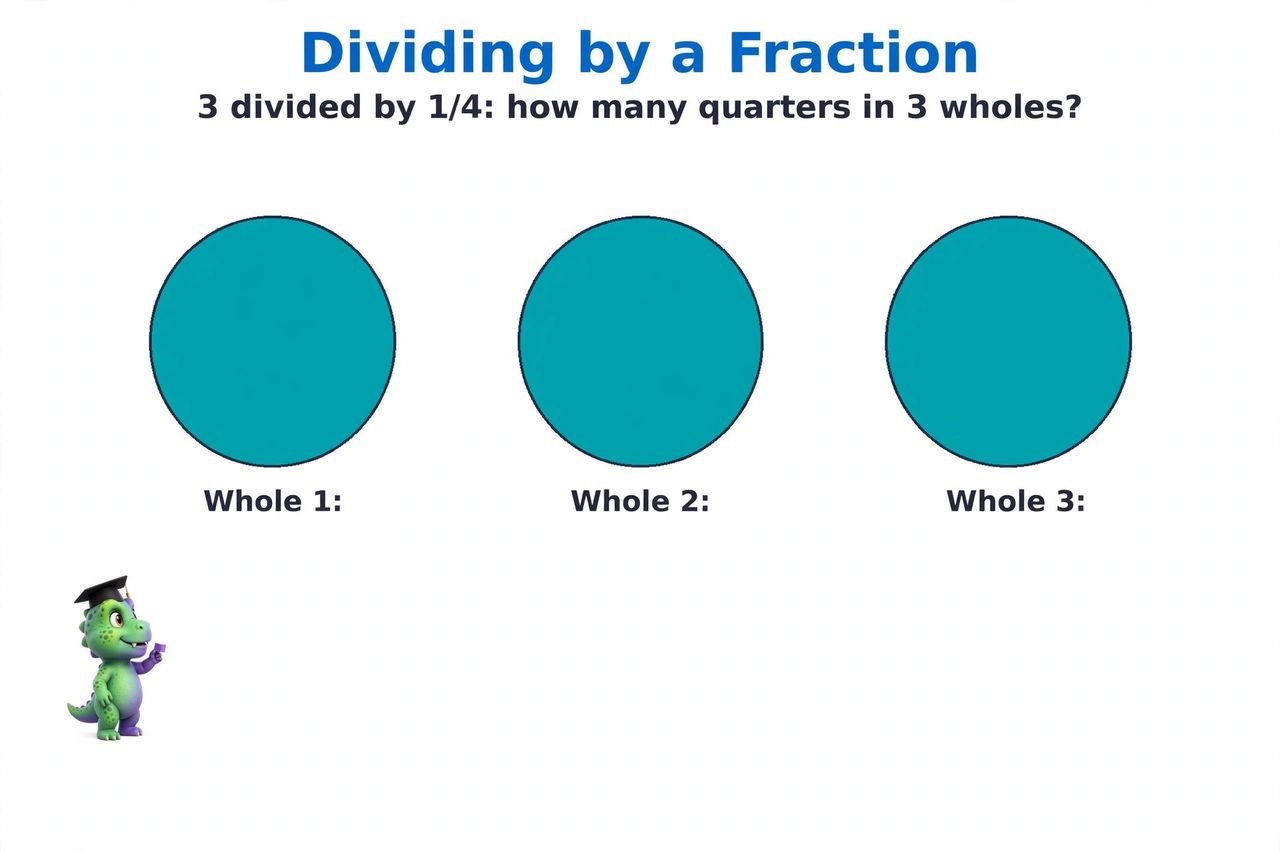 Dividing by a Fraction
3 divided by 1/4: how many quarters in 3 wholes?
Whole 1:
Whole 2:
Whole 3: